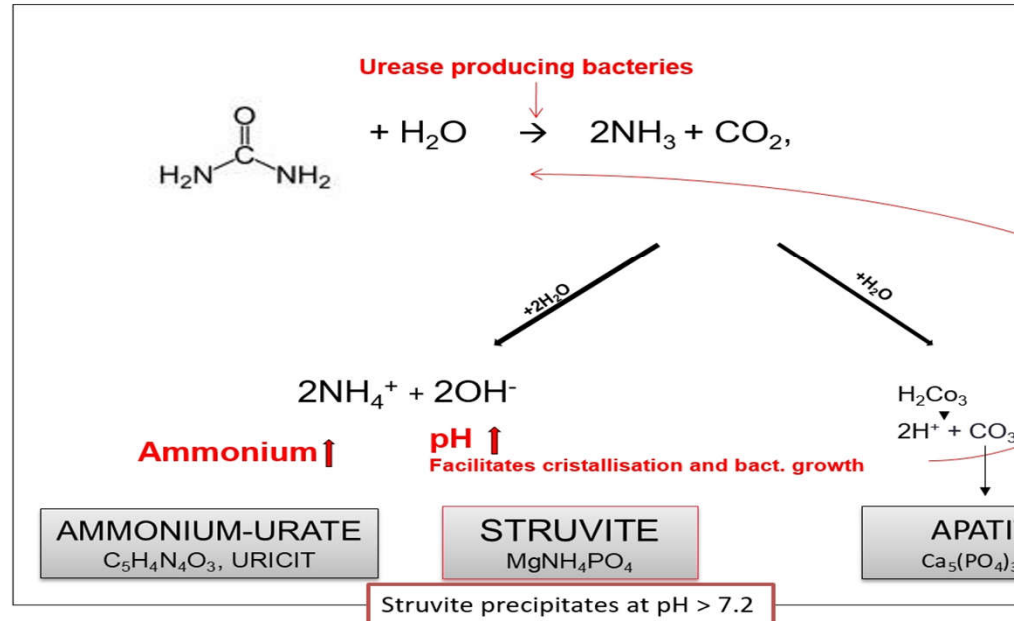 Urease producing bacteries
O
C
H₂N NH₂
+ H₂O → 2NH₃ + CO₂,
+2H₂O
+H₂O
2NH₄⁺ + 2OH⁻
H₂Co₃
2H⁺ + CO₃
Ammonium
pH
Facilitates cristallisation and bact. growth
AMMONIUM-URATE
C₅H₄N₄O₃, URICIT
STRUVITE
MgNH₄PO₄
APATI
Ca₅(PO₄)₃
Struvite precipitates at pH > 7.2